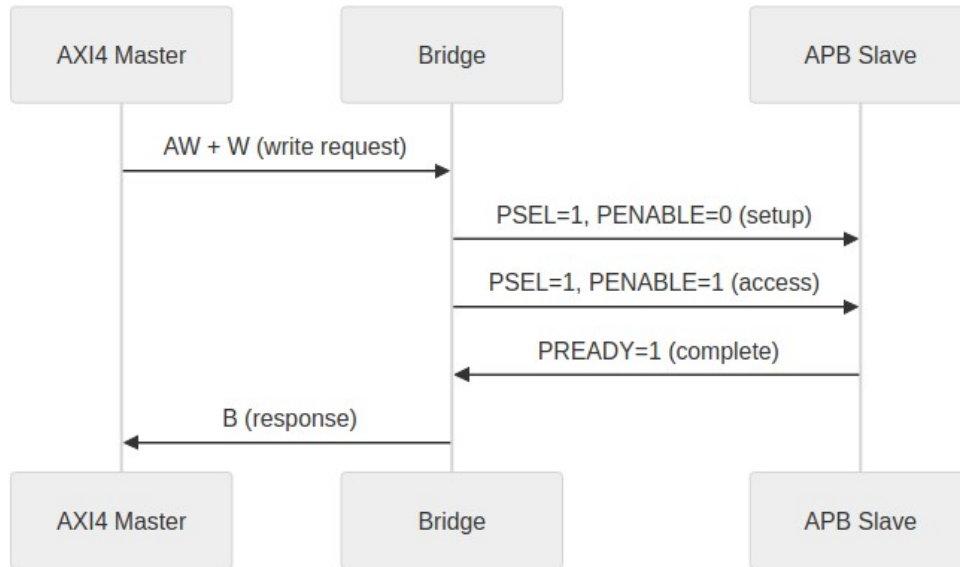 AXI4 Master
Bridge
APB Slave
AW + W (write request)
PSEL=1, PENABLE=0 (setup)
PSEL=1, PENABLE=1 (access)
PREADY=1 (complete)
B (response)
AXI4 Master
Bridge
APB Slave